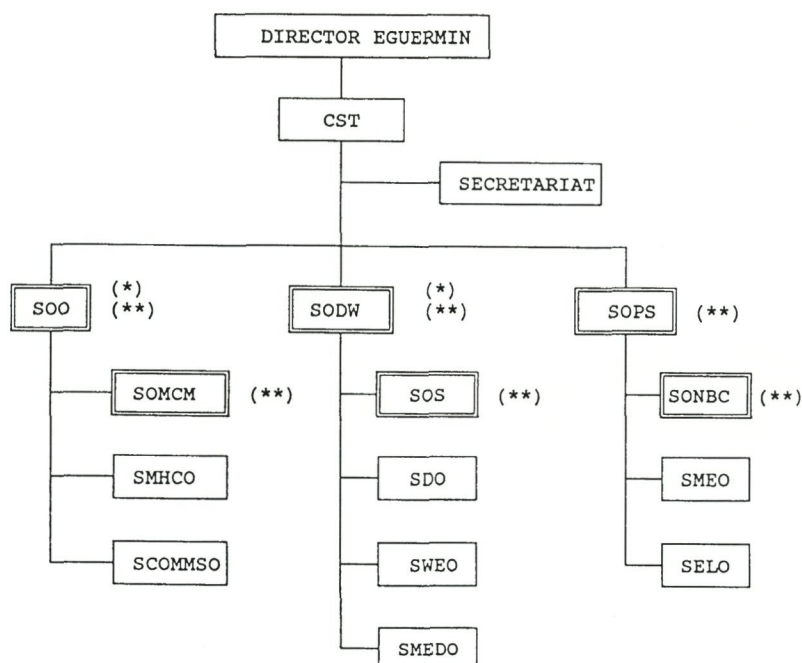 DIRECTOR EGUERMIN
CST
SECRETARIAT
SOO (*)
(**)
SODW (*)
(**)
SOPS (**)
SOMCM (**)
SOS (**)
SONBC (**)
SMHCO
SDO
SMEO
SCOMMSO
SWEO
SELO
SMEDO